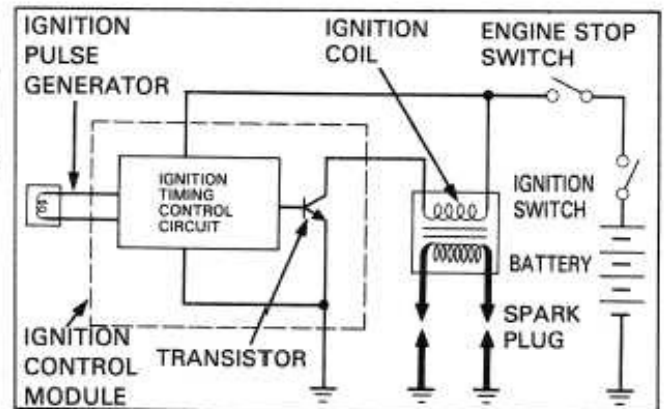 IGNITION
PULSE
GENERATOR
IGNITION
COIL
ENGINE STOP
SWITCH
IGNITION
TIMING
CONTROL
CIRCUIT
IGNITION
SWITCH
BATTERY
SPARK
PLUG
IGNITION
CONTROL
MODULE
TRANSISTOR